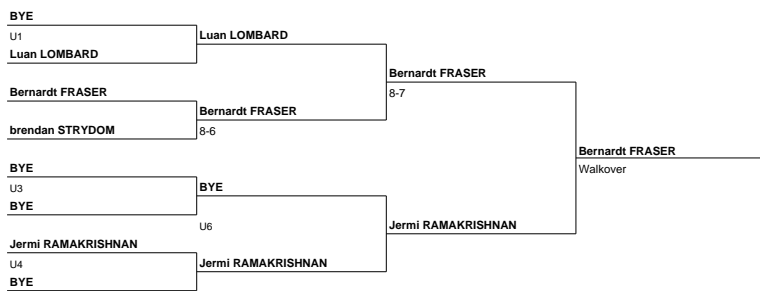 BYE
U1
Luan LOMBARD
Bernardt FRASER
brendan STRYDOM
BYE
U3
BYE
Jermi RAMAKRISHNAN
U4
BYE
Luan LOMBARD
Bernardt FRASER
8-6
BYE
U6
Jermi RAMAKRISHNAN
Bernardt FRASER
8-7
Jermi RAMAKRISHNAN
Bernardt FRASER
Walkover